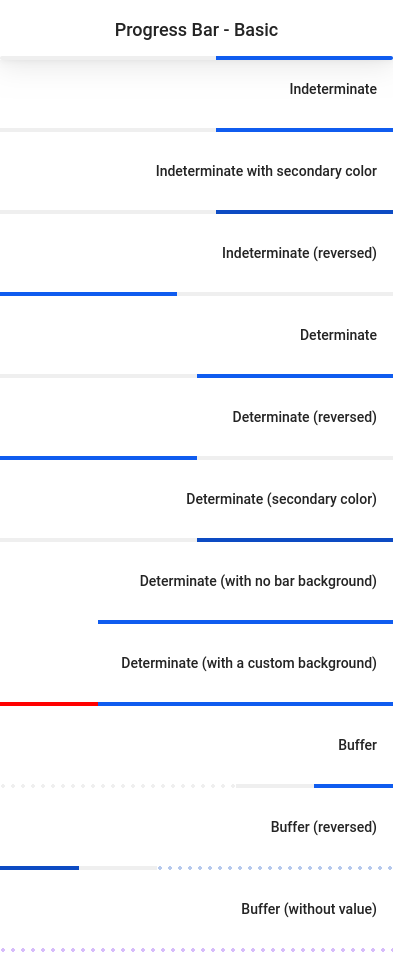 Progress Bar - Basic
Indeterminate
Indeterminate with secondary color
Indeterminate (reversed)
Determinate
Determinate (reversed)
Determinate (secondary color)
Determinate (with no bar background)
Determinate (with a custom background)
Buffer
Buffer (reversed)
Buffer (without value)